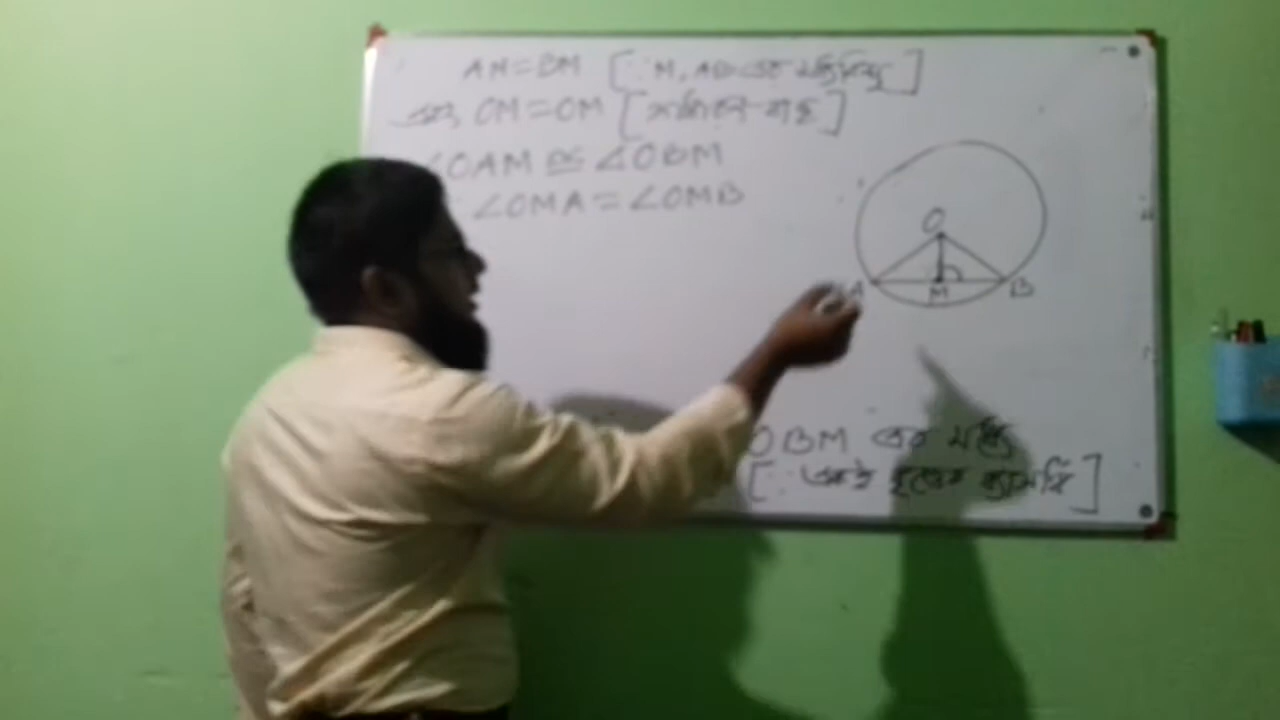 AM=BM [∵ M, AB এর মধ্যবিন্দু]
এবং OM=OM [সাধারণ বাহু]
∠OAM ≅ ∠OBM
∠OMA = ∠OMB
O
A
M
B
OBM এর মধ্যে
[∵ একই বৃত্তের ব্যাসার্ধ]